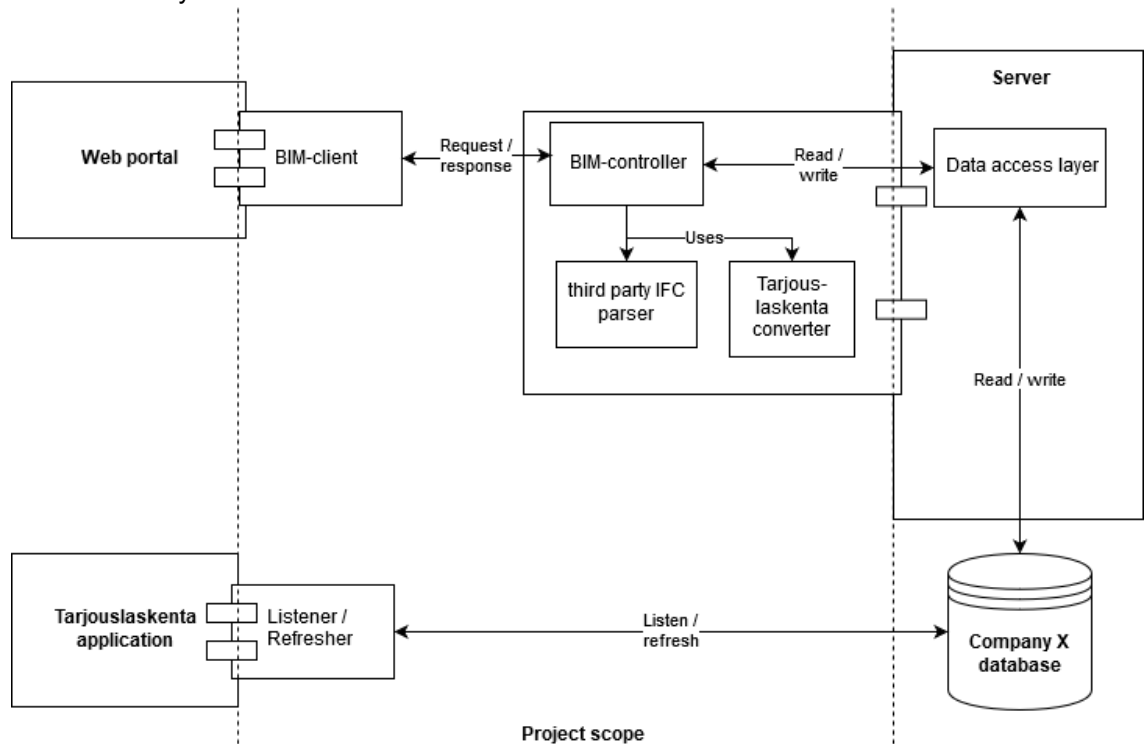 Server
Web portal
BIM-client
Request /
response
BIM-controller
Read /
write
Data access layer
Uses
third party IFC
parser
Tarjous-
laskenta
converter
Read / write
Tarjouslaskenta
application
Listener /
Refresher
Listen /
refresh
Company X
database
Project scope